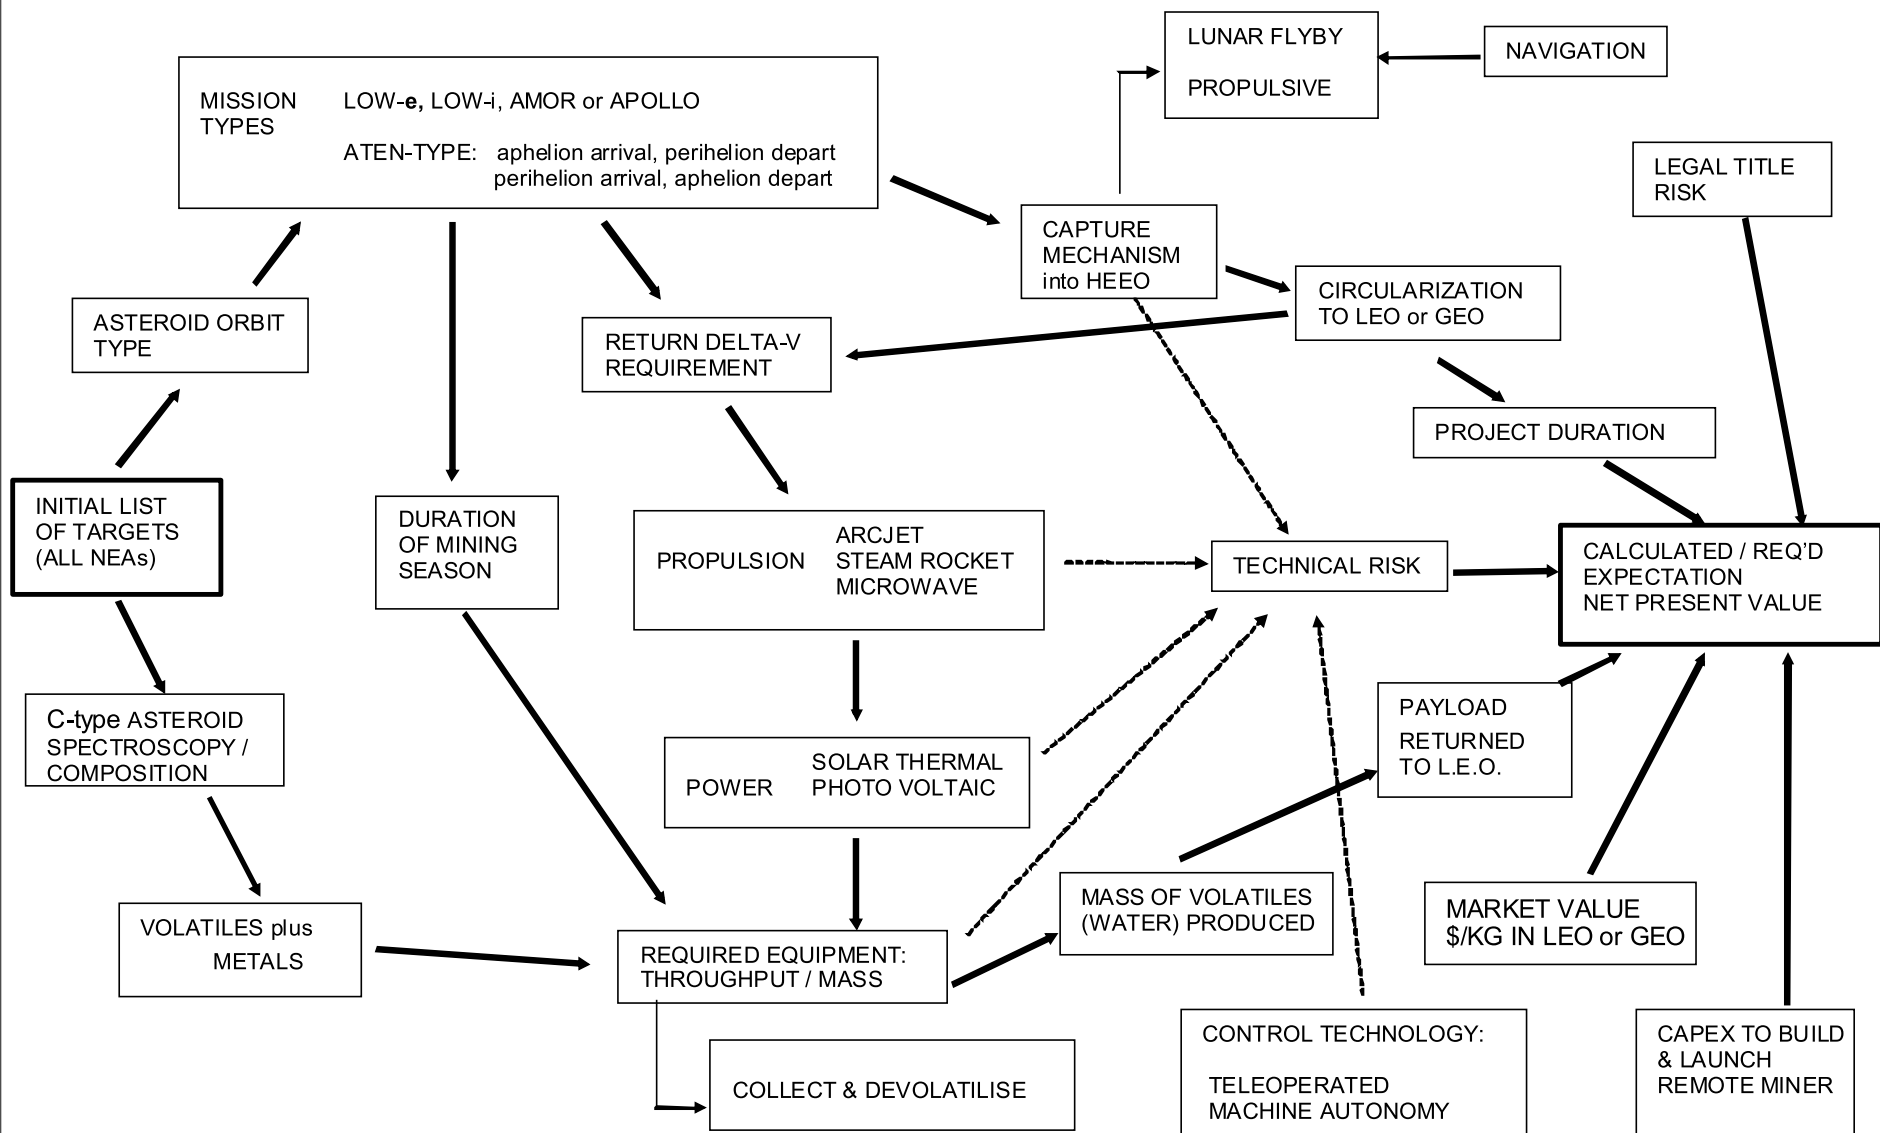 LUNAR FLYBY
PROPULSIVE
NAVIGATION
MISSION TYPES
LOW-e, LOW-i, AMOR or APOLLO
ATEN-TYPE: aphelion arrival, perihelion depart
perihelion arrival, aphelion depart
LEGAL TITLE
RISK
CAPTURE
MECHANISM
into HEEO
CIRCULARIZATION
TO LEO or GEO
ASTEROID ORBIT
TYPE
RETURN DELTA-V
REQUIREMENT
PROJECT DURATION
INITIAL LIST
OF TARGETS
(ALL NEAs)
DURATION
OF MINING
SEASON
PROPULSION
ARCJET
STEAM ROCKET
MICROWAVE
TECHNICAL RISK
CALCULATED / REQ’D
EXPECTATION
NET PRESENT VALUE
C-type ASTEROID
SPECTROSCOPY /
COMPOSITION
POWER
SOLAR THERMAL
PHOTO VOLTAIC
PAYLOAD
RETURNED
TO L.E.O.
VOLATILES plus
METALS
REQUIRED EQUIPMENT:
THROUGHPUT / MASS
MASS OF VOLATILES
(WATER) PRODUCED
MARKET VALUE
$/KG IN LEO or GEO
COLLECT & DEVOLATILISE
CONTROL TECHNOLOGY:
TELEOPERATED
MACHINE AUTONOMY
CAPEX TO BUILD
& LAUNCH
REMOTE MINER